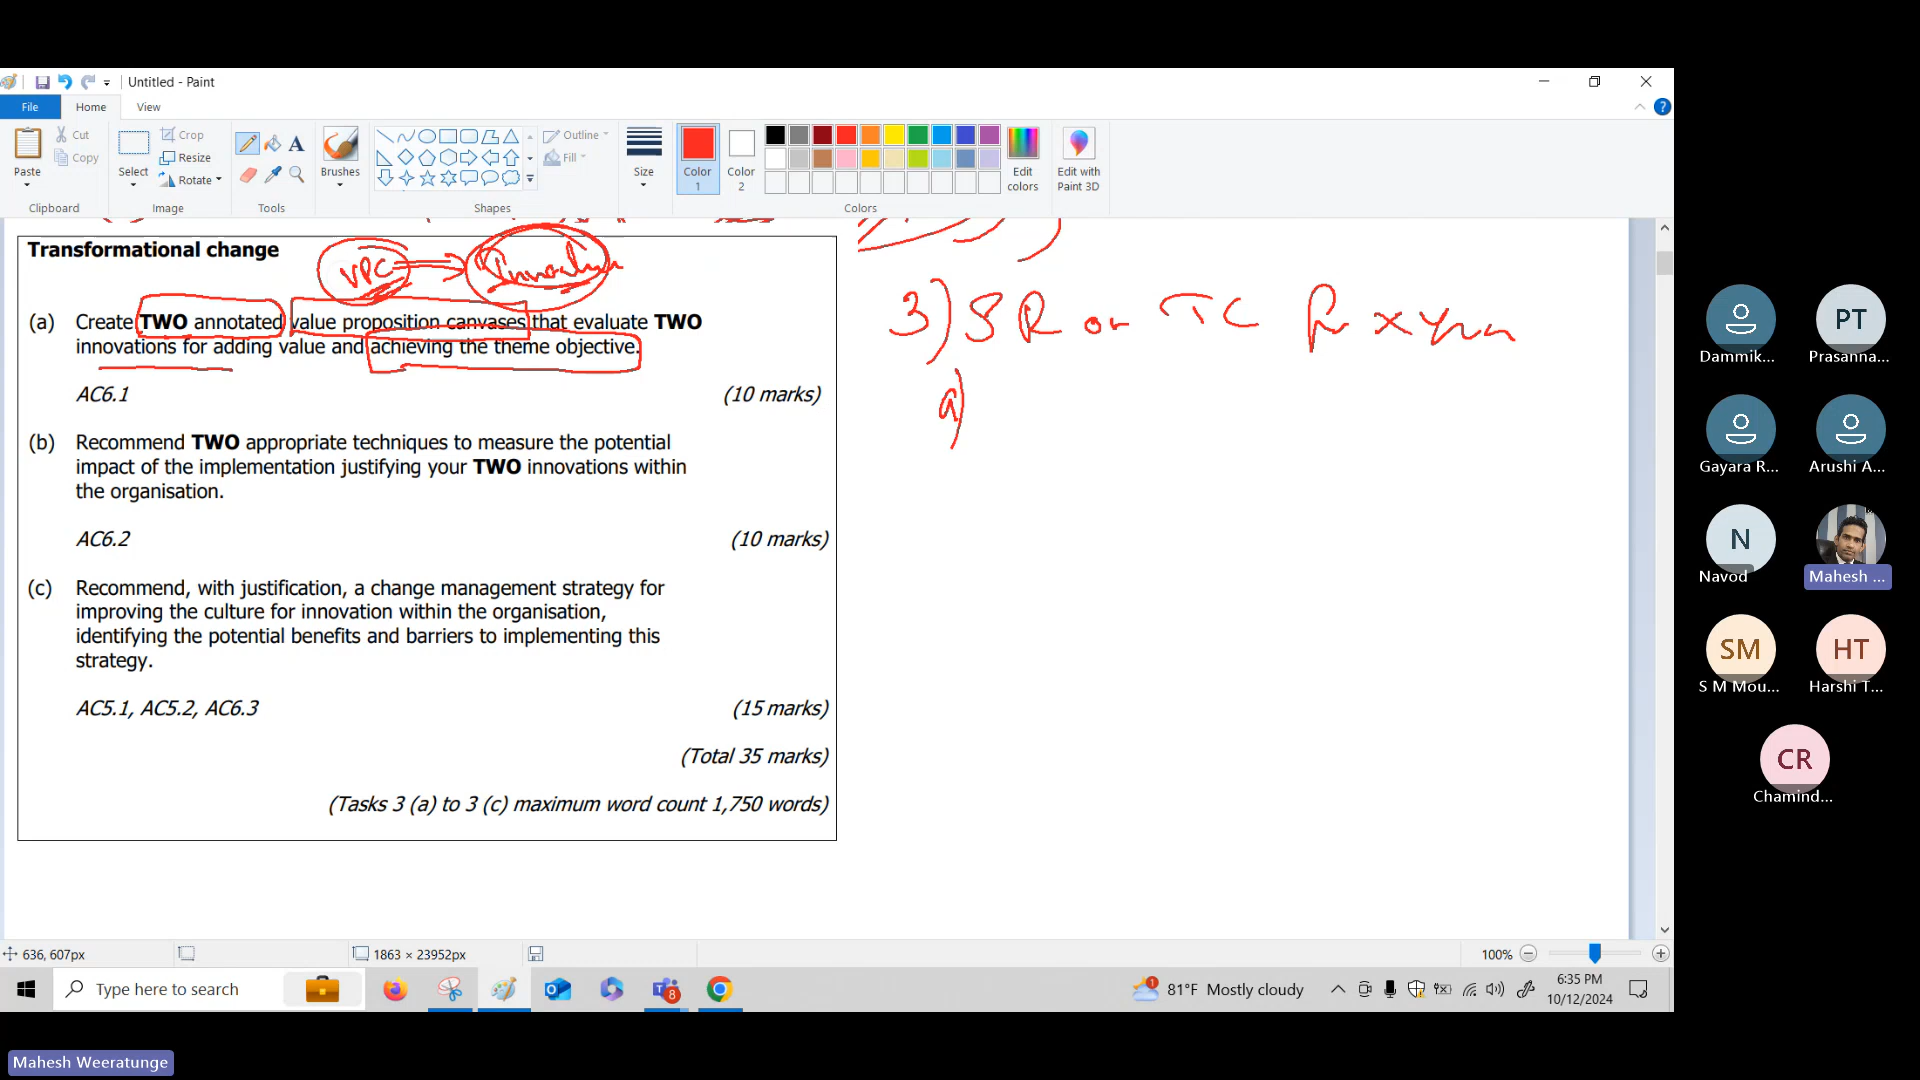 Untitled - Paint
File Home View
Paste Cut Copy Clipboard
Select Crop Resize Rotate Image
Tools
Brushes
Outline Fill Shapes
Size
Color 1 Color 2 Edit colors Colors
Edit with Paint 3D
Transformational change
VPC
(a) Create TWO annotated value proposition canvases that evaluate TWO
innovations for adding value and achieving the theme objective.
AC6.1 (10 marks)
(b) Recommend TWO appropriate techniques to measure the potential
impact of the implementation justifying your TWO innovations within
the organisation.
AC6.2 (10 marks)
(c) Recommend, with justification, a change management strategy for
improving the culture for innovation within the organisation,
identifying the potential benefits and barriers to implementing this
strategy.
AC5.1, AC5.2, AC6.3 (15 marks)
(Total 35 marks)
(Tasks 3 (a) to 3 (c) maximum word count 1,750 words)
3) SR on TC
a)
Dammik... PT Prasanna...
Gayara R... Arushi A...
N Navod Mahesh ...
SM S M Mou... HT Harshi T...
CR Chamind...
636, 607px 1863 × 23952px 100%
Type here to search 8 1 81°F Mostly cloudy 6:35 PM
10/12/2024
Mahesh Weeratunge